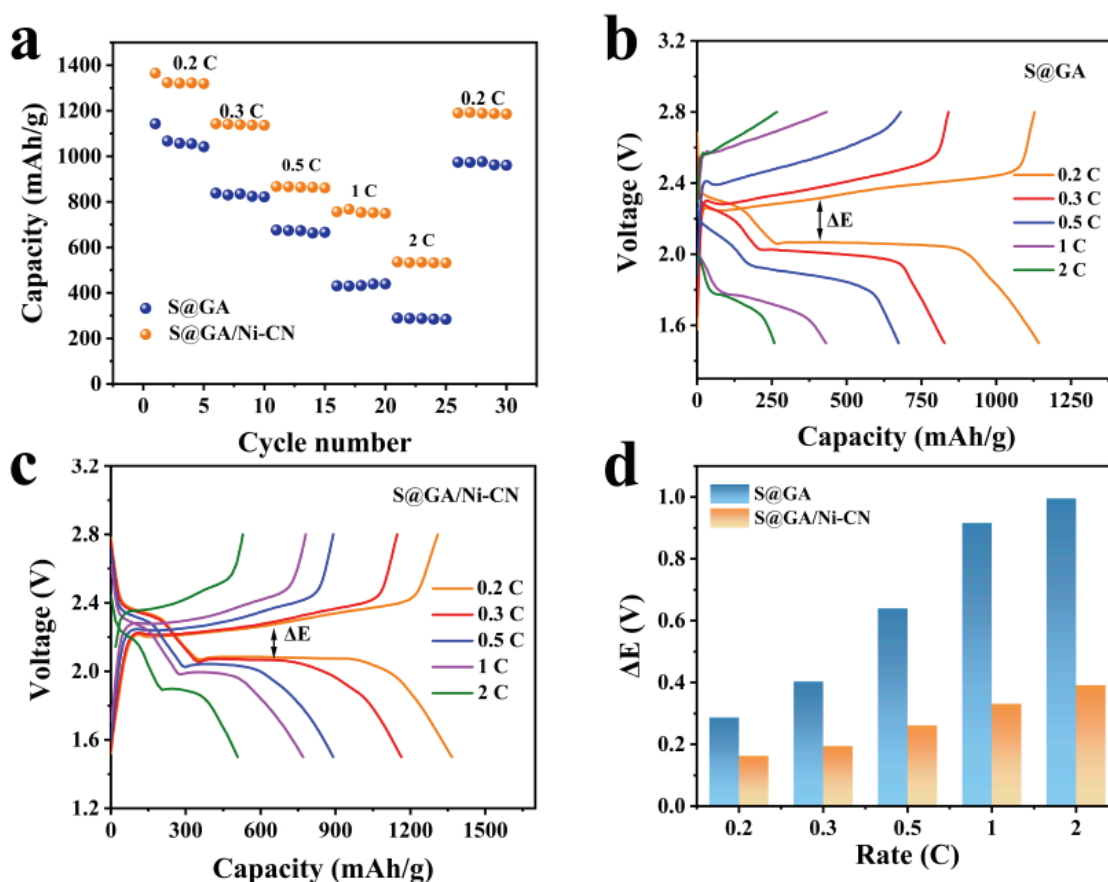 a
1400
1200
1000
800
600
400
200
0
0.2 C
0.3 C
0.5 C
1 C
2 C
0.2 C
S@GA
S@GA/Ni-CN
0 5 10 15 20 25 30
Cycle number
Capacity (mAh/g)
b
3.2
2.8
2.4
2.0
1.6
S@GA
0.2 C
0.3 C
0.5 C
1 C
2 C
ΔE
0 250 500 750 1000 1250
Capacity (mAh/g)
Voltage (V)
c
3.2
2.8
2.4
2.0
1.6
1.2
S@GA/Ni-CN
0.2 C
0.3 C
0.5 C
1 C
2 C
ΔE
0 300 600 900 1200 1500
Capacity (mAh/g)
Voltage (V)
d
1.0
0.8
0.6
0.4
0.2
0.0
S@GA
S@GA/Ni-CN
0.2 0.3 0.5 1 2
Rate (C)
ΔE (V)